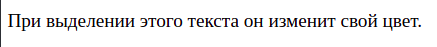 При выделении этого текста он изменит свой цвет.